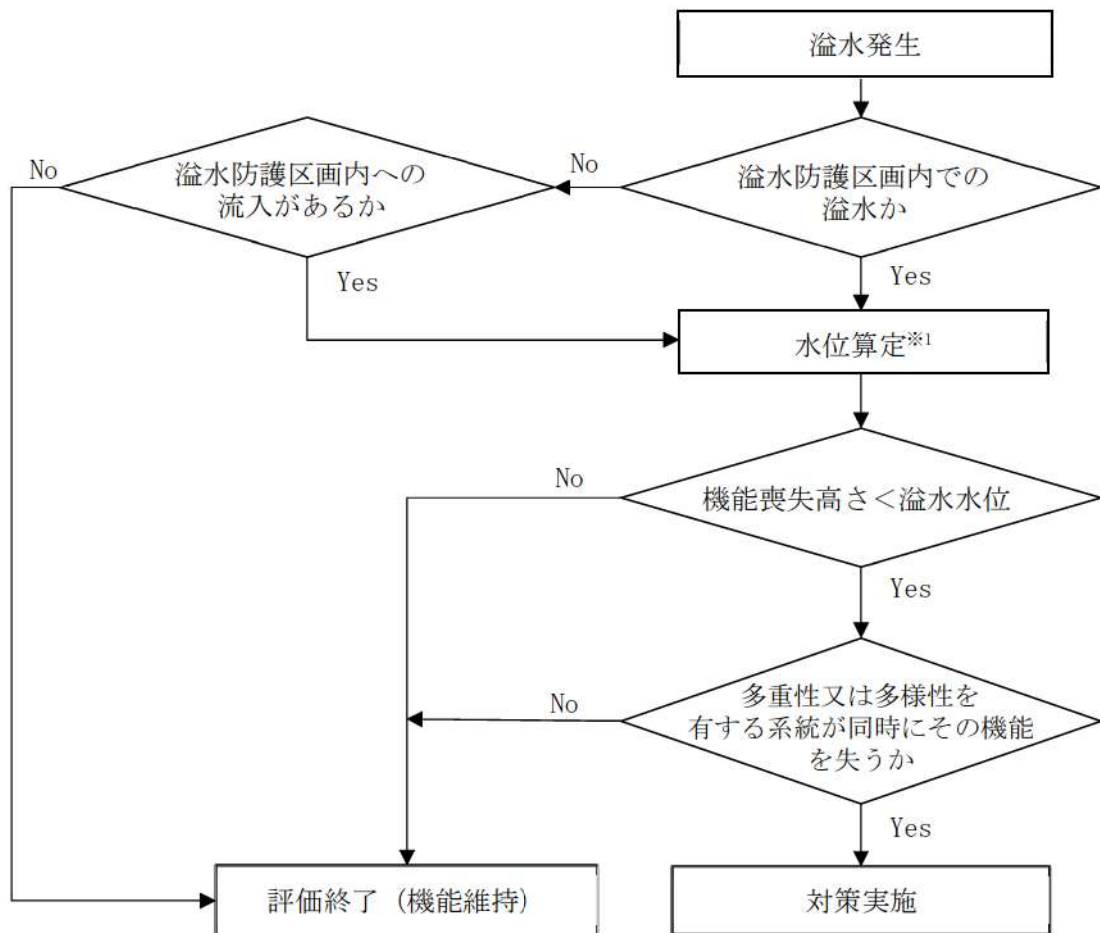 溢水発生
溢水防護区画内での
溢水か
No
Yes
溢水防護区画内への
流入があるか
No
Yes
水位算定※1
機能喪失高さ<溢水水位
No
Yes
多重性又は多様性を
有する系統が同時にその機能
を失うか
No
Yes
評価終了（機能維持）
対策実施